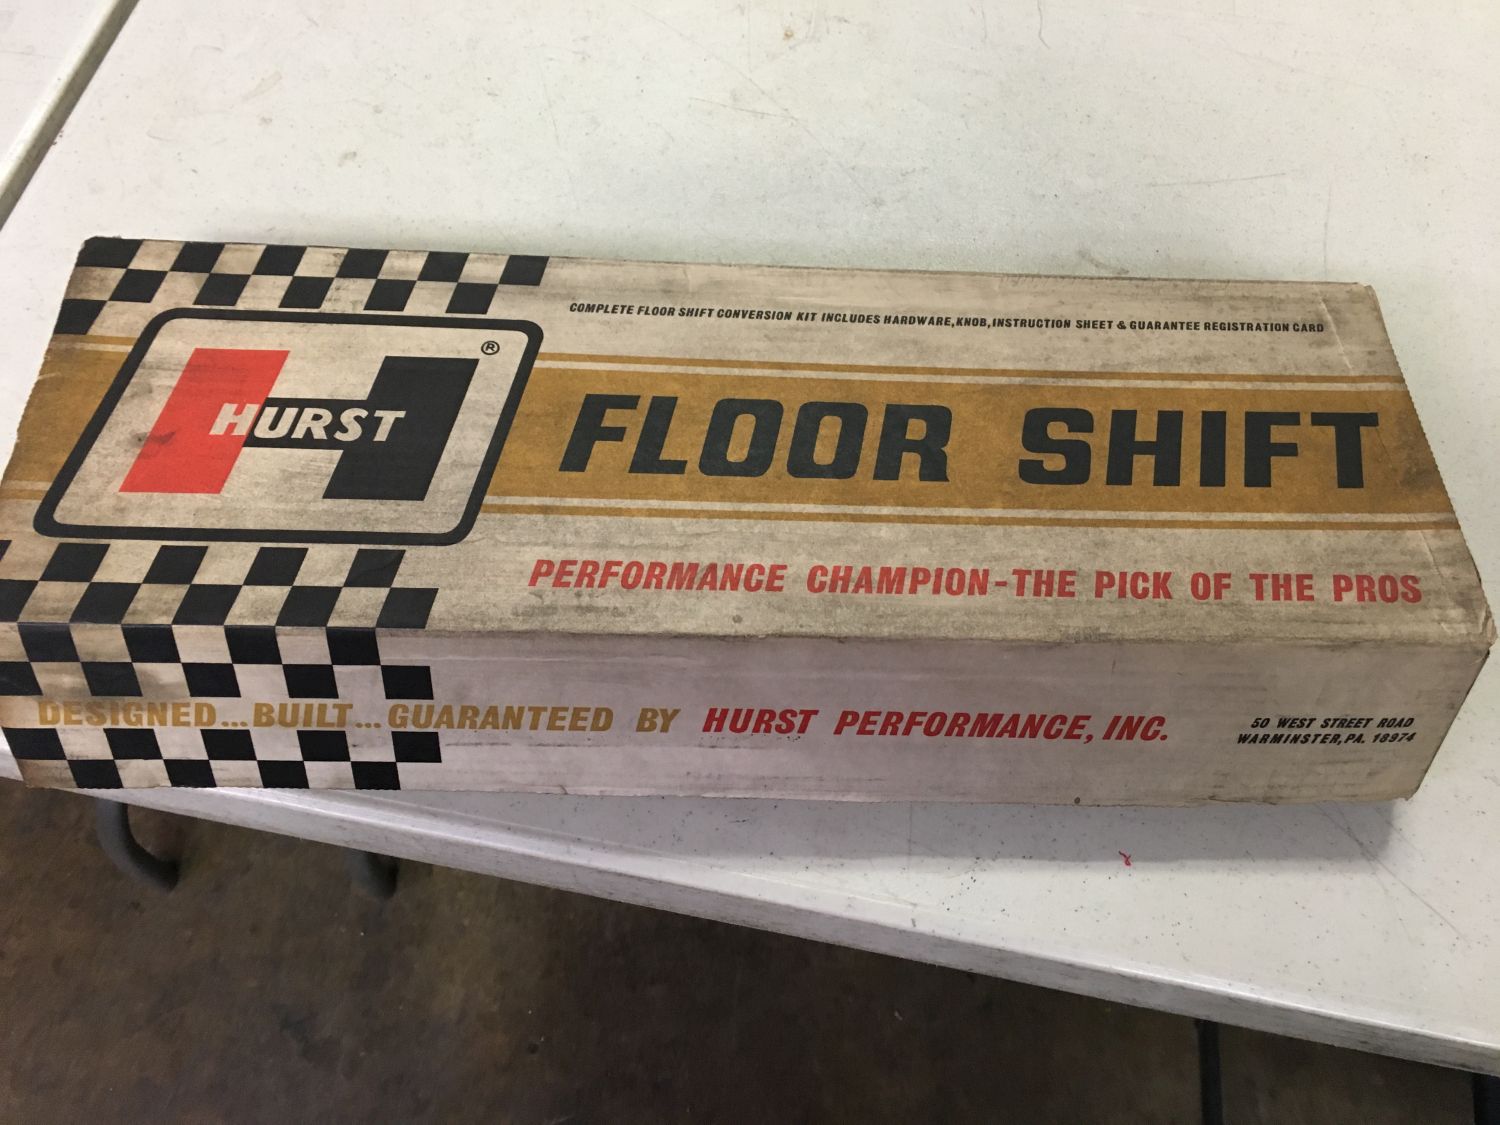 COMPLETE FLOOR SHIFT CONVERSION KIT INCLUDES HARDWARE, KNOB, INSTRUCTION SHEET & GUARANTEE REGISTRATION CARD
®
HURST
FLOOR SHIFT
PERFORMANCE CHAMPION-THE PICK OF THE PROS
DESIGNED...BUILT...GUARANTEED BY HURST PERFORMANCE, INC.
50 WEST STREET ROAD
WARMINSTER, PA. 18974